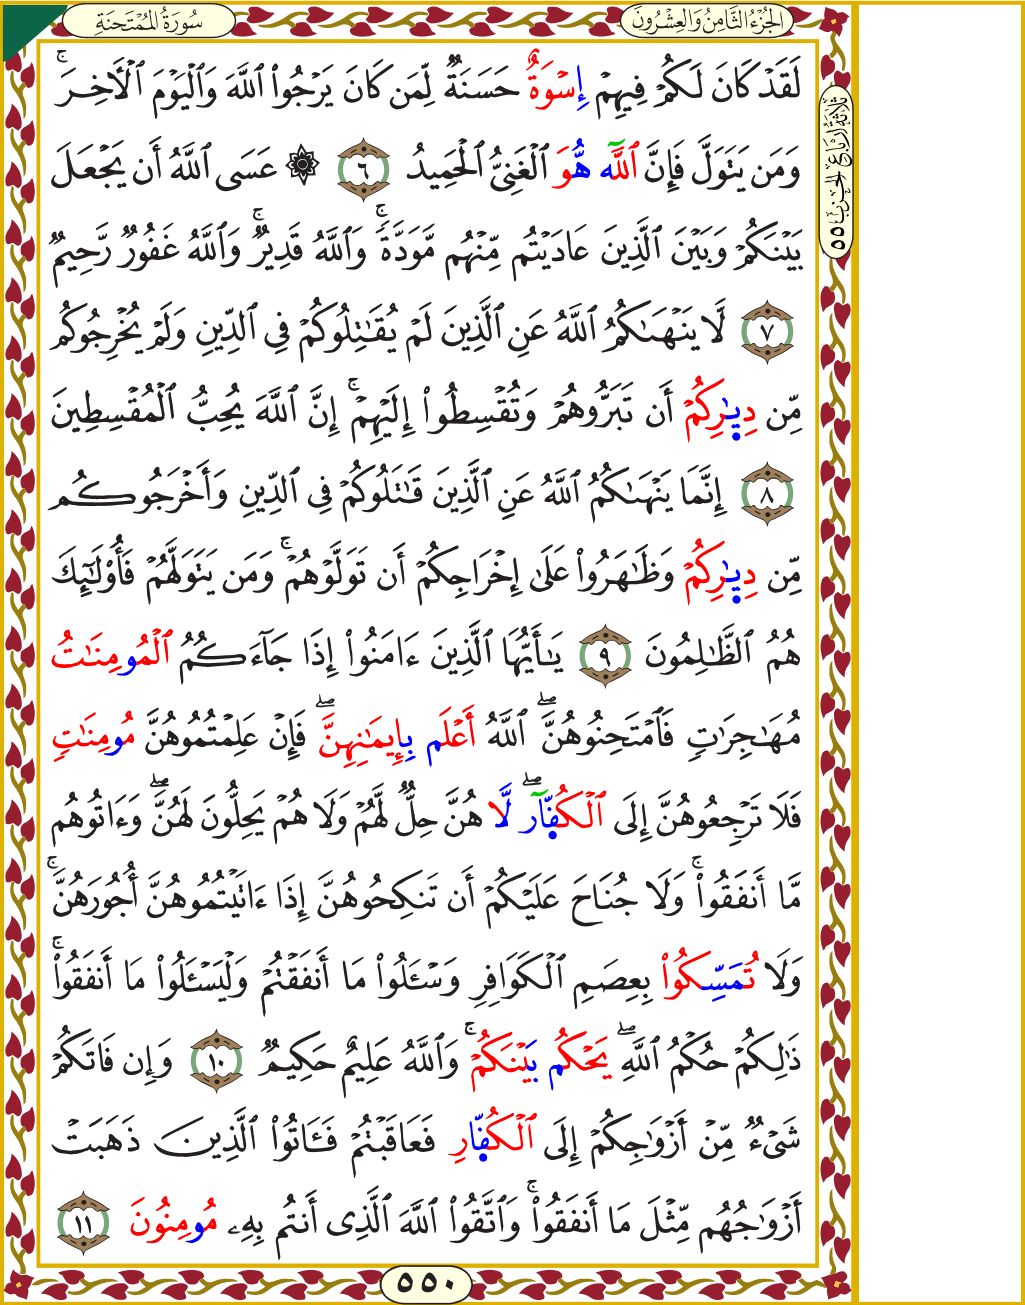 سُورَةُ المُمْتَحَنَةِ
الجُزْءُ الثَّامِنُ وَالعِشْرُونَ
ثَلَاثَةُ أَرْبَاعِ الحِزْبِ ٥٥
لَقَدْ كَانَ لَكُمْ فِيهِمْ إِسْوَةٌ حَسَنَةٌ لِّمَن كَانَ يَرْجُوا۟ ٱللَّهَ وَٱلْيَوْمَ ٱلْأَخِرَ ۚ
وَمَن يَتَوَلَّ فَإِنَّ ٱللَّه هُّوَ ٱلْغَنِىُّ ٱلْحَمِيدُ ٦ ۞ عَسَى ٱللَّهُ أَن يَجْعَلَ
بَيْنَكُمْ وَبَيْنَ ٱلَّذِينَ عَادَيْتُم مِّنْهُم مَّوَدَّةً ۚ وَٱللَّهُ قَدِيرٌ ۚ وَٱللَّهُ غَفُورٌ رَّحِيمٌ
٧ لَّا يَنْهَىٰكُمُ ٱللَّهُ عَنِ ٱلَّذِينَ لَمْ يُقَـٰتِلُوكُمْ فِى ٱلدِّينِ وَلَمْ يُخْرِجُوكُم
مِّن دِيَـٰرِكُمْ أَن تَبَرُّوهُمْ وَتُقْسِطُوٓا۟ إِلَيْهِمْ ۚ إِنَّ ٱللَّهَ يُحِبُّ ٱلْمُقْسِطِينَ
٨ إِنَّمَا يَنْهَىٰكُمُ ٱللَّهُ عَنِ ٱلَّذِينَ قَـٰتَلُوكُمْ فِى ٱلدِّينِ وَأَخْرَجُوكُم
مِّن دِيَـٰرِكُمْ وَظَـٰهَرُوا۟ عَلَىٰ إِخْرَاجِكُمْ أَن تَوَلَّوْهُمْ ۚ وَمَن يَتَوَلَّهُمْ فَأُو۟لَـٰٓئِكَ
هُمُ ٱلظَّـٰلِمُونَ ٩ يَـٰأَيُّهَا ٱلَّذِينَ ءَامَنُوا۟ إِذَا جَآءَكُمُ ٱلْمُومِنَـٰتُ
مُهَـٰجِرَٰتٍ فَٱمْتَحِنُوهُنَّ ۖ ٱللَّهُ أَعْلَم بِإِيمَـٰنِهِنَّ ۖ فَإِنْ عَلِمْتُمُوهُنَّ مُومِنَـٰتٍ
فَلَا تَرْجِعُوهُنَّ إِلَى ٱلْكُفّآر ۖ لَّا هُنَّ حِلٌّ لَّهُمْ وَلَا هُمْ يَحِلُّونَ لَهُنَّ ۖ وَءَاتُوهُم
مَّا أَنفَقُوا۟ ۚ وَلَا جُنَاحَ عَلَيْكُمْ أَن تَنكِحُوهُنَّ إِذَا ءَاتَيْتُمُوهُنَّ أُجُورَهُنَّ ۚ
وَلَا تُمَسِّكُوا۟ بِعِصَمِ ٱلْكَوَافِرِ وَسْـَٔلُوا۟ مَا أَنفَقْتُمْ وَلْيَسْـَٔلُوا۟ مَا أَنفَقُوا۟ ۚ
ذَٰلِكُمْ حُكْمُ ٱللَّهِ ۖ يَحْكُم بَيْنَكُمْ ۚ وَٱللَّهُ عَلِيمٌ حَكِيمٌ ١٠ وَإِن فَاتَكُمْ
شَىْءٌ مِّنْ أَزْوَٰجِكُمْ إِلَى ٱلْكُفّارِ فَعَاقَبْتُمْ فَـَٔاتُوا۟ ٱلَّذِينَ ذَهَبَتْ
أَزْوَٰجُهُم مِّثْلَ مَا أَنفَقُوا۟ ۚ وَٱتَّقُوا۟ ٱللَّهَ ٱلَّذِى أَنتُم بِهِۦ مُومِنُونَ ١١
٥٥٠